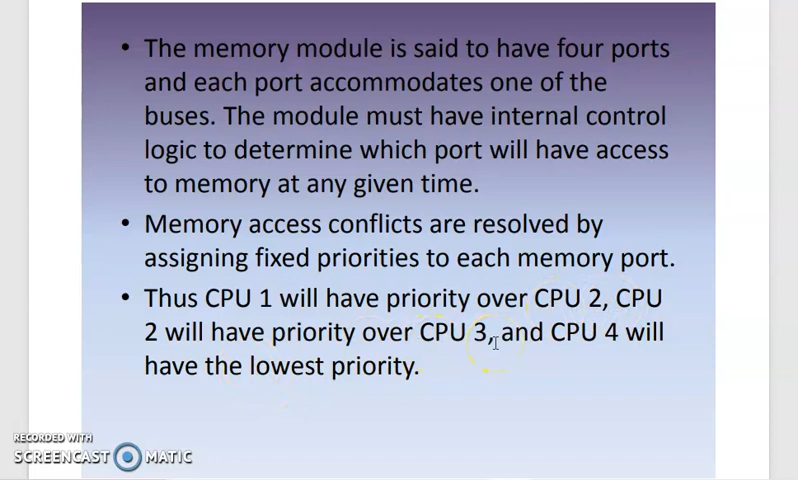 • The memory module is said to have four ports
and each port accommodates one of the
buses. The module must have internal control
logic to determine which port will have access
to memory at any given time.
• Memory access conflicts are resolved by
assigning fixed priorities to each memory port.
• Thus CPU 1 will have priority over CPU 2, CPU
2 will have priority over CPU 3, and CPU 4 will
have the lowest priority.
RECORDED WITH
SCREENCAST MATIC